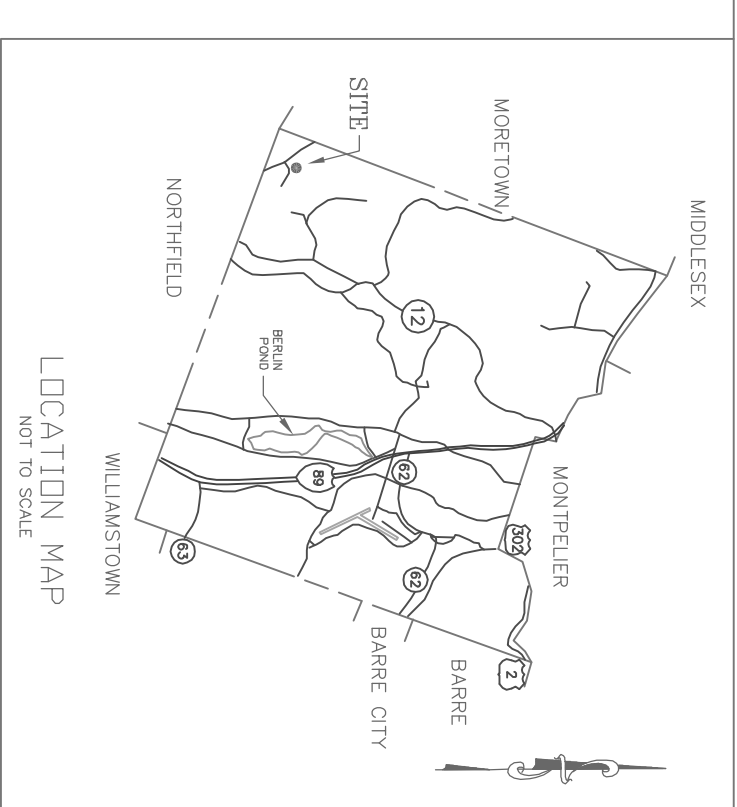 MIDDLESEX
MORETOWN
SITE
MONTPELIER
302
2
12
BARRE
62
62
BERLIN
POND
89
BARRE CITY
NORTHFIELD
63
WILLIAMSTOWN
LOCATION MAP
NOT TO SCALE